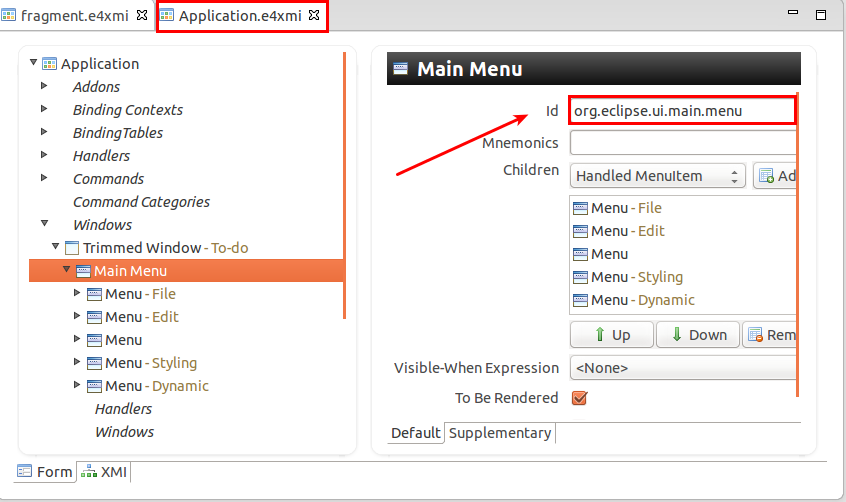 fragment.e4xmi
Application.e4xmi
Application
Addons
Binding Contexts
BindingTables
Handlers
Commands
Command Categories
Windows
Trimmed Window - To-do
Main Menu
Menu - File
Menu - Edit
Menu
Menu - Styling
Menu - Dynamic
Handlers
Windows
Main Menu
Id org.eclipse.ui.main.menu
Mnemonics
Children Handled MenuItem Ad
Menu - File
Menu - Edit
Menu
Menu - Styling
Menu - Dynamic
Up Down Rem
Visible-When Expression <None>
To Be Rendered
Default Supplementary
Form XMI